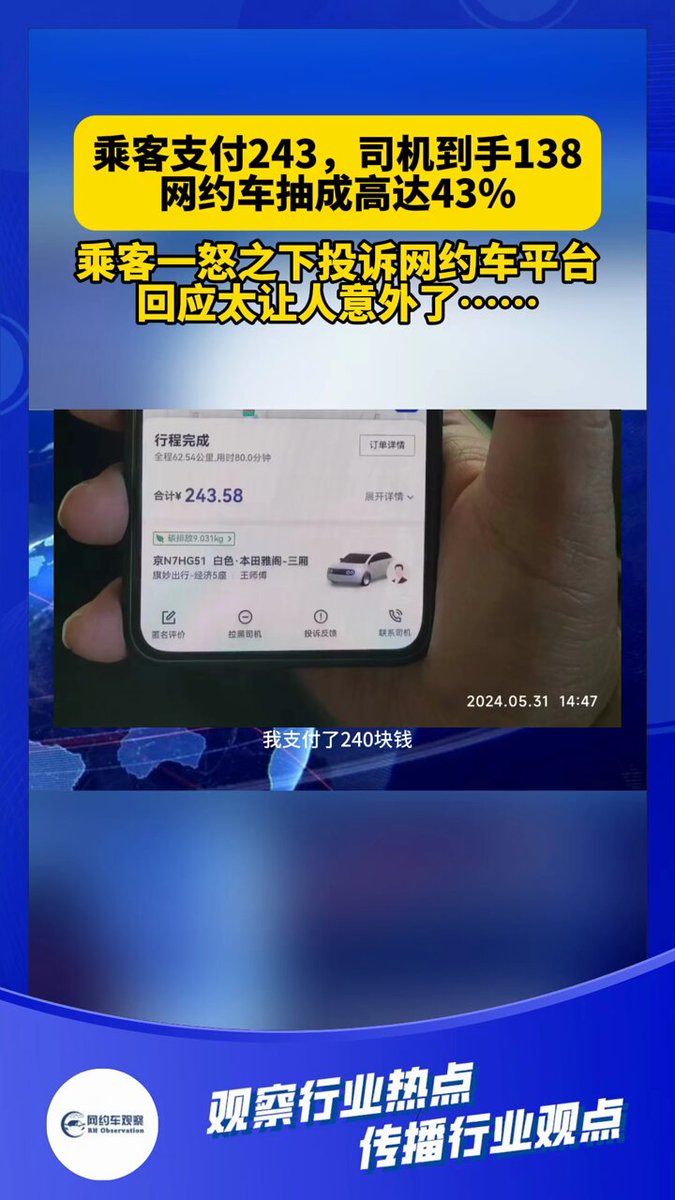 乘客支付243，司机到手138
网约车抽成高达43%
乘客一怒之下投诉网约车平台
回应太让人意外了……
行程完成
订单详情
全程62.54公里,用时80.0分钟
合计¥ 243.58
展开详情
碳排放9.031kg
京N7HG51 白色·本田雅阁-三厢
旗妙出行-经济5座 王师傅
匿名评价
拉黑司机
投诉反馈
联系司机
2024.05.31 14:47
我支付了240块钱
网约车观察
RH Observation
观察行业热点
传播行业观点